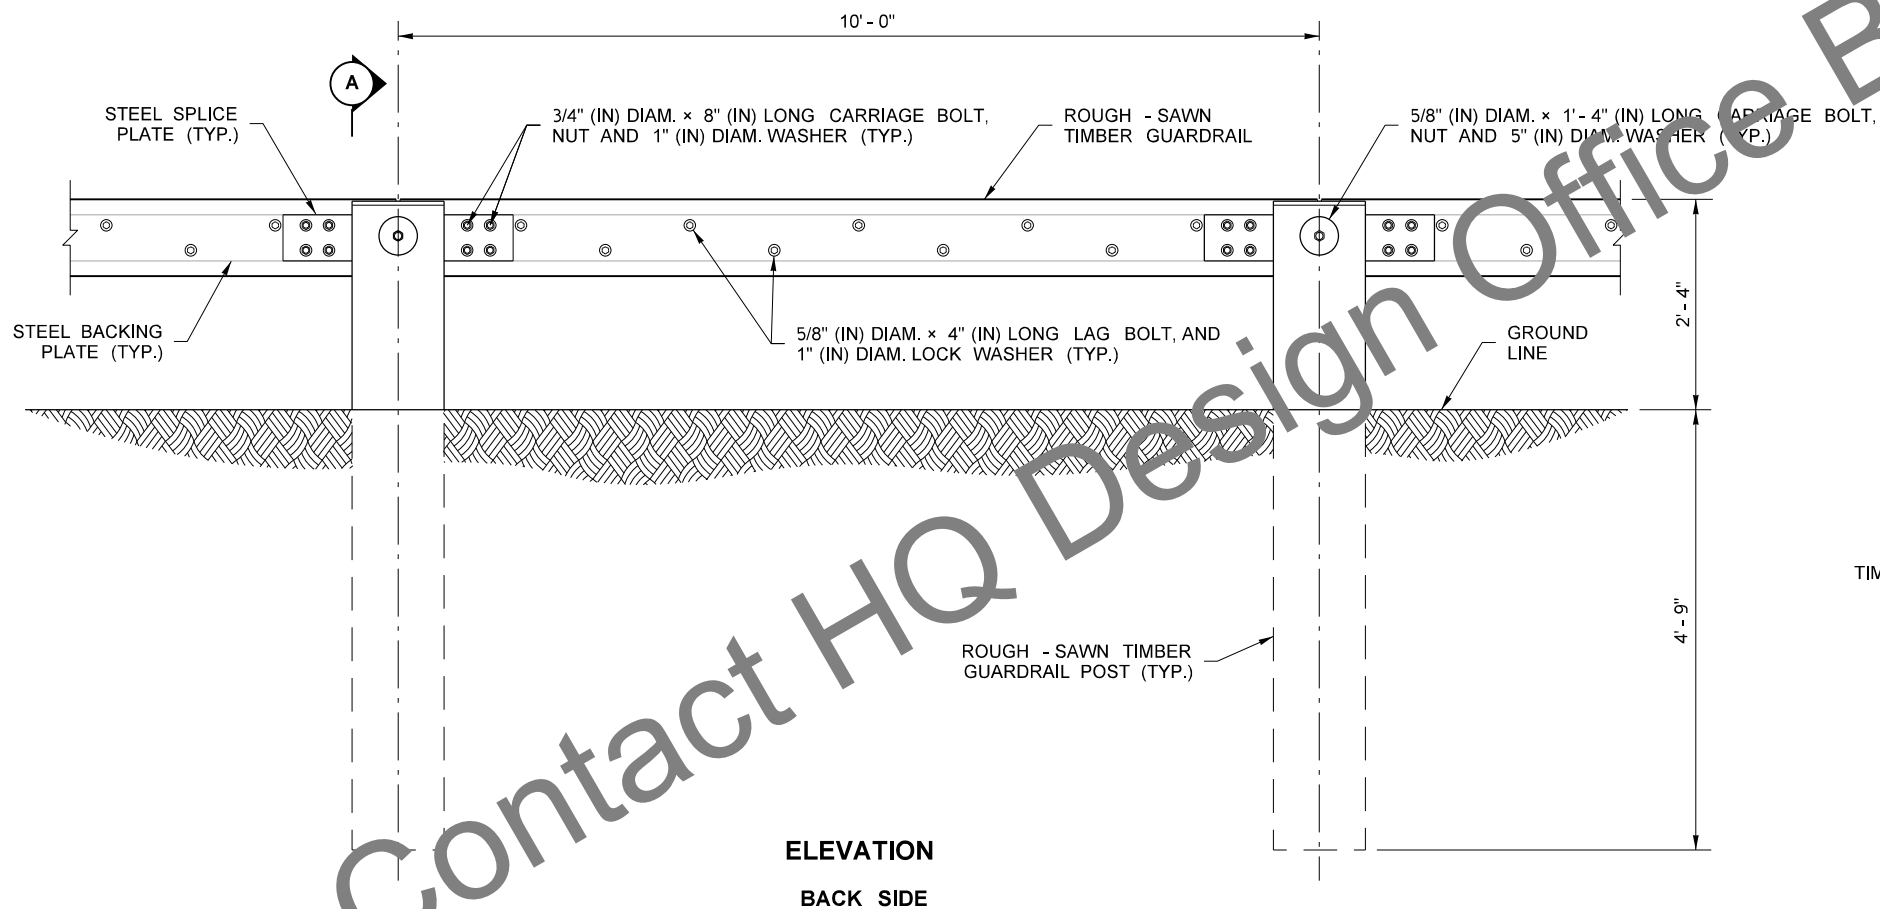 10' - 0"
A
STEEL SPLICE
PLATE (TYP.)
3/4" (IN) DIAM. × 8" (IN) LONG CARRIAGE BOLT,
NUT AND 1" (IN) DIAM. WASHER (TYP.)
ROUGH - SAWN
TIMBER GUARDRAIL
5/8" (IN) DIAM. × 1' - 4" (IN) LONG CARRIAGE BOLT,
NUT AND 5" (IN) DIAM. WASHER (TYP.)
STEEL BACKING
PLATE (TYP.)
5/8" (IN) DIAM. × 4" (IN) LONG LAG BOLT, AND
1" (IN) DIAM. LOCK WASHER (TYP.)
GROUND
LINE
2' - 4"
4' - 9"
ROUGH - SAWN TIMBER
GUARDRAIL POST (TYP.)
ELEVATION
BACK SIDE
Contact HQ Design Office